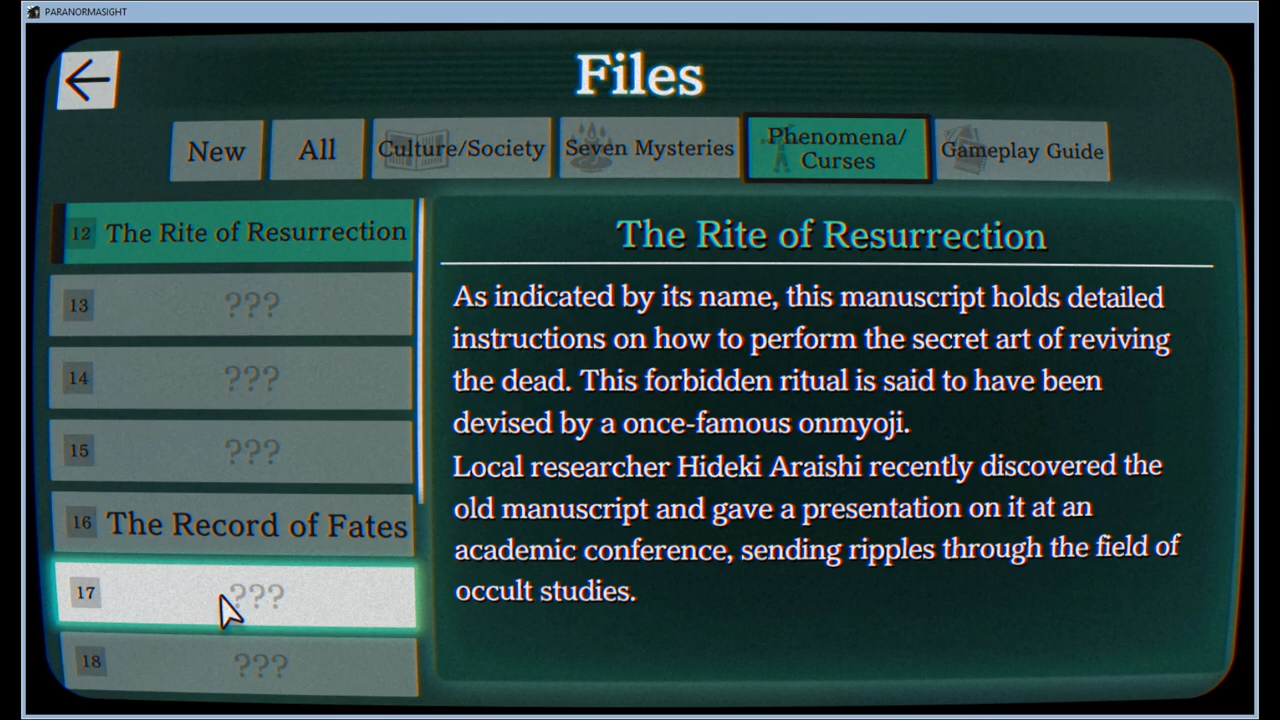 PARANORMASIGHT
Files
New
All
Culture/Society
Seven Mysteries
Phenomena/
Curses
Gameplay Guide
12 The Rite of Resurrection
13 ???
14 ???
15 ???
16 The Record of Fates
17 ???
18 ???
The Rite of Resurrection
As indicated by its name, this manuscript holds detailed
instructions on how to perform the secret art of reviving
the dead. This forbidden ritual is said to have been
devised by a once-famous onmyoji.
Local researcher Hideki Araishi recently discovered the
old manuscript and gave a presentation on it at an
academic conference, sending ripples through the field of
occult studies.